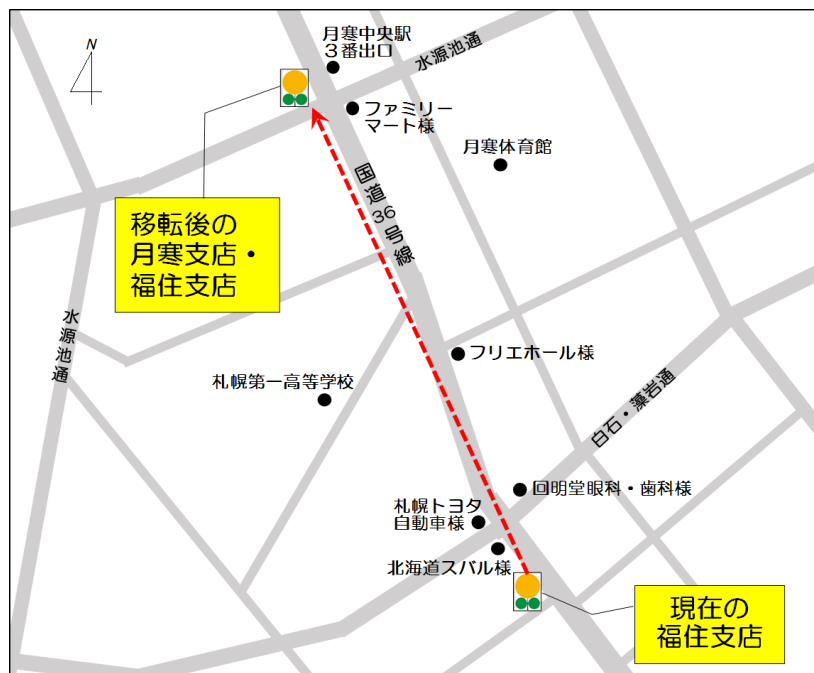 N
月寒中央駅
３番出口
水源池通
ファミリー
マート様
月寒体育館
国道36号線
移転後の
月寒支店・
福住支店
水源池通
フリエホール様
札幌第一高等学校
白石・藻岩通
回明堂眼科・歯科様
札幌トヨタ
自動車様
北海道スバル様
現在の
福住支店